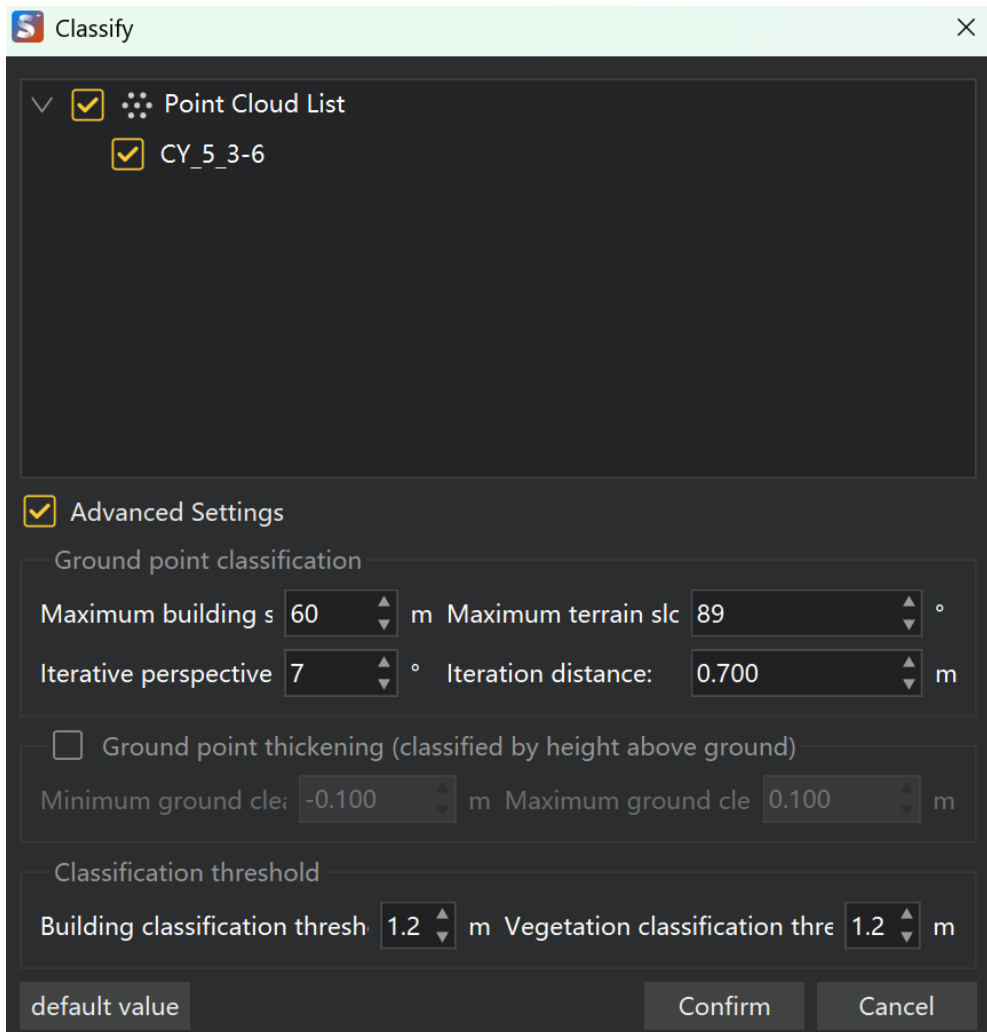 Classify
Point Cloud List
CY_5_3-6
Advanced Settings
Ground point classification
Maximum building s 60 m Maximum terrain slo 89 °
Iterative perspective 7 ° Iteration distance: 0.700 m
Ground point thickening (classified by height above ground)
Minimum ground clea -0.100 m Maximum ground cle 0.100 m
Classification threshold
Building classification thresh 1.2 m Vegetation classification thre 1.2 m
default value Confirm Cancel